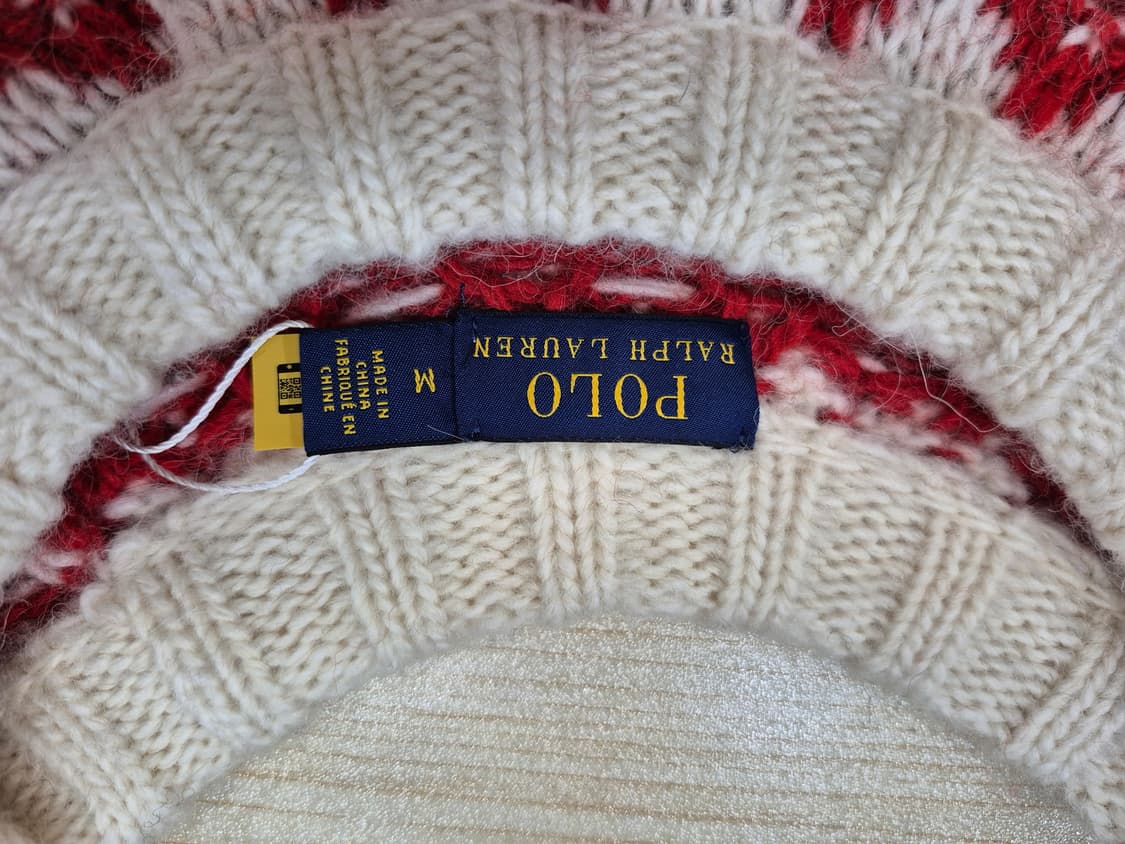 POLO
RALPH LAUREN
M
MADE IN
CHINA
FABRIQUÉ EN
CHINE